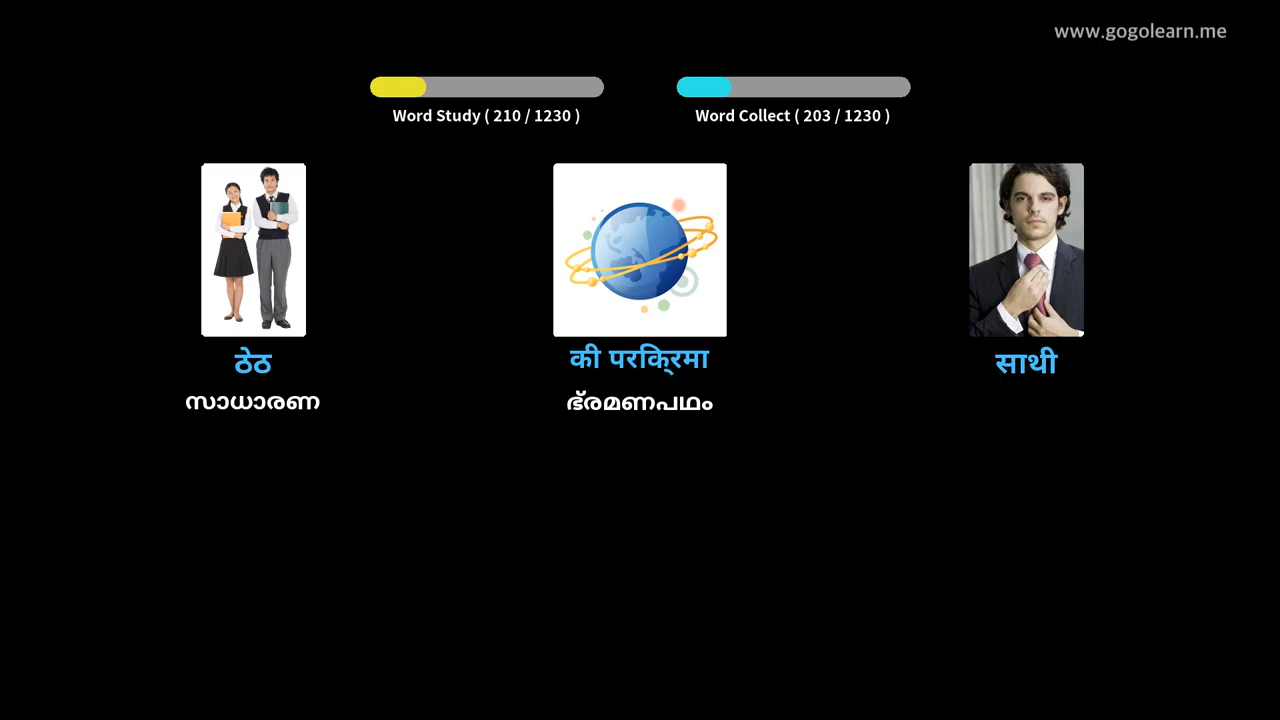 www.gogolearn.me
Word Study ( 210 / 1230 )
Word Collect ( 203 / 1230 )
ठेठ
की परिक्रमा
साथी
സാധാരണ
ഭ്രമണപഥം